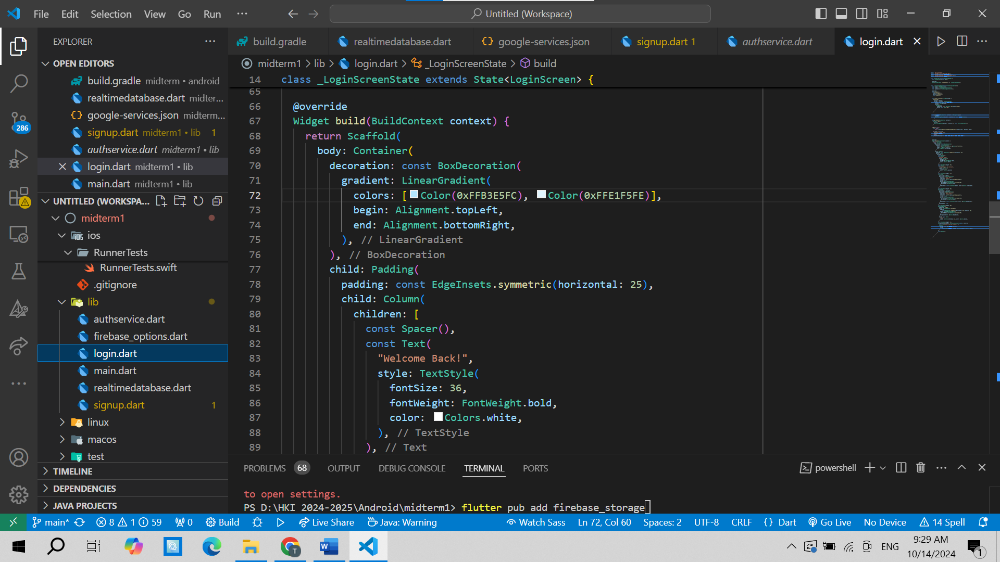 File Edit Selection View Go Run ··· Untitled (Workspace)
EXPLORER ···
OPEN EDITORS
build.gradle midterm • android
realtimedatabase.dart midter...
google-services.json midterm...
signup.dart midterm1 • lib 1
authservice.dart midterm1 • lib
login.dart midterm1 • lib
main.dart midterm1 • lib
UNTITLED (WORKSPA...
midterm1
ios
RunnerTests
RunnerTests.swift
.gitignore
lib
authservice.dart
firebase_options.dart
login.dart
main.dart
realtimedatabase.dart
signup.dart 1
linux
macos
test
TIMELINE
DEPENDENCIES
JAVA PROJECTS
286
build.gradle realtimedatabase.dart google-services.json signup.dart 1 authservice.dart login.dart
midterm1 > lib > login.dart > _LoginScreenState > build
14 class _LoginScreenState extends State<LoginScreen> {
65
66 @override
67 Widget build(BuildContext context) {
68 return Scaffold(
69 body: Container(
70 decoration: const BoxDecoration(
71 gradient: LinearGradient(
72 colors: [Color(0xFFB3E5FC), Color(0xFFE1F5FE)],
73 begin: Alignment.topLeft,
74 end: Alignment.bottomRight,
75 ), // LinearGradient
76 ), // BoxDecoration
77 child: Padding(
78 padding: const EdgeInsets.symmetric(horizontal: 25),
79 child: Column(
80 children: [
81 const Spacer(),
82 const Text(
83 "Welcome Back!",
84 style: TextStyle(
85 fontSize: 36,
86 fontWeight: FontWeight.bold,
87 color: Colors.white,
88 ), // TextStyle
89 ), // Text
PROBLEMS 68 OUTPUT DEBUG CONSOLE TERMINAL PORTS powershell
to open settings.
PS D:\HKI 2024-2025\Android\midterm1> flutter pub add firebase_storage
main* 8 1 59 0 Build Live Share Java: Warning Watch Sass Ln 72, Col 60 Spaces: 2 UTF-8 CRLF {} Dart Go Live No Device 14 Spell
T W ENG 9:29 AM
10/14/2024 1